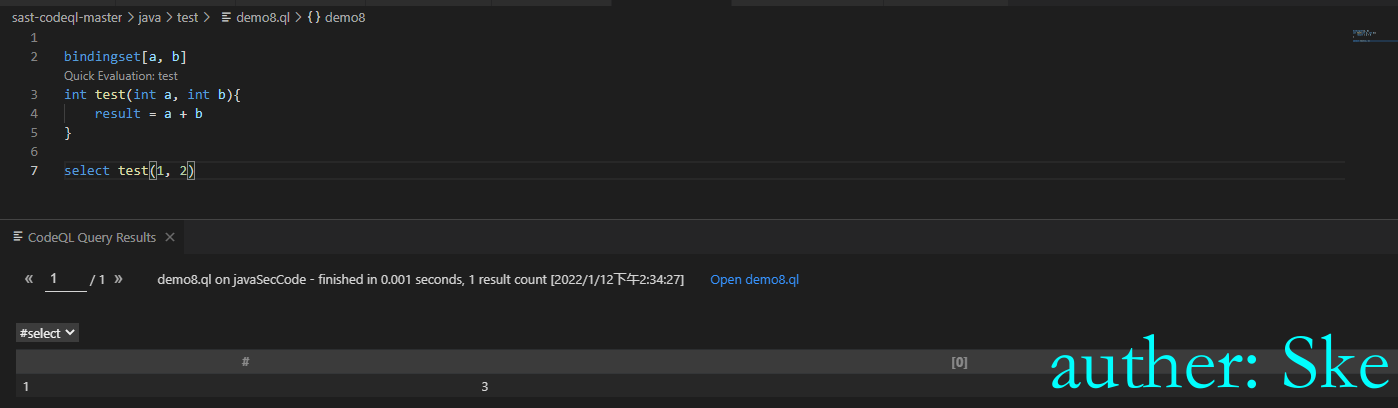 sast-codeql-master > java > test > demo8.ql > {} demo8
1
2 bindingset[a, b]
Quick Evaluation: test
3 int test(int a, int b){
4 result = a + b
5 }
6
7 select test(1, 2)
CodeQL Query Results ×
« 1 / 1 » demo8.ql on javaSecCode - finished in 0.001 seconds, 1 result count [2022/1/12下午2:34:27] Open demo8.ql
#select
# [0]
1 3
auther: Ske